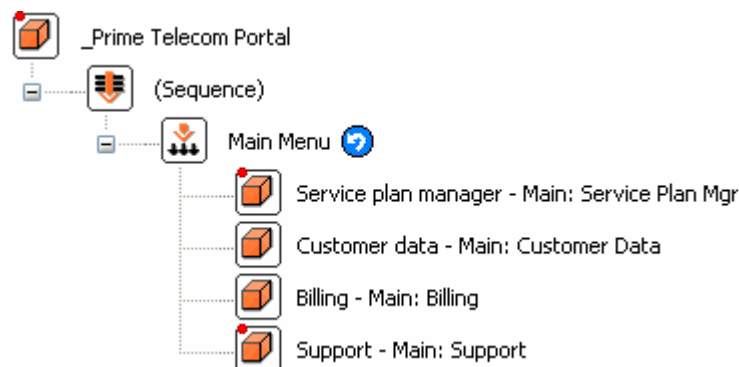 _Prime Telecom Portal
(Sequence)
Main Menu
Service plan manager - Main: Service Plan Mgr
Customer data - Main: Customer Data
Billing - Main: Billing
Support - Main: Support